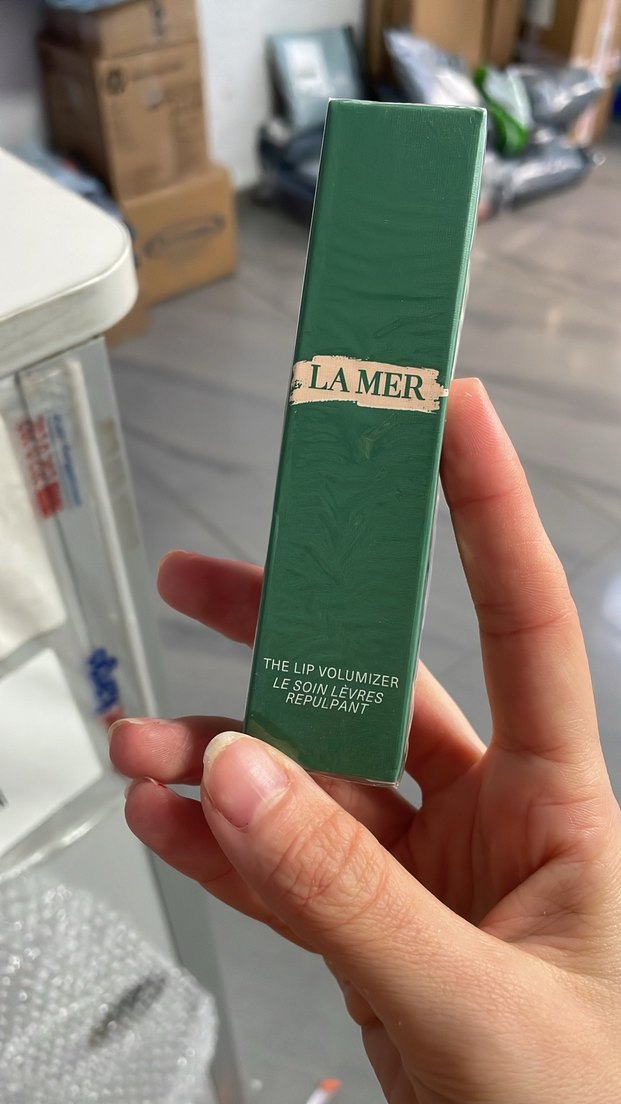 LA MER
THE LIP VOLUMIZER
LE SOIN LÈVRES
REPULPANT